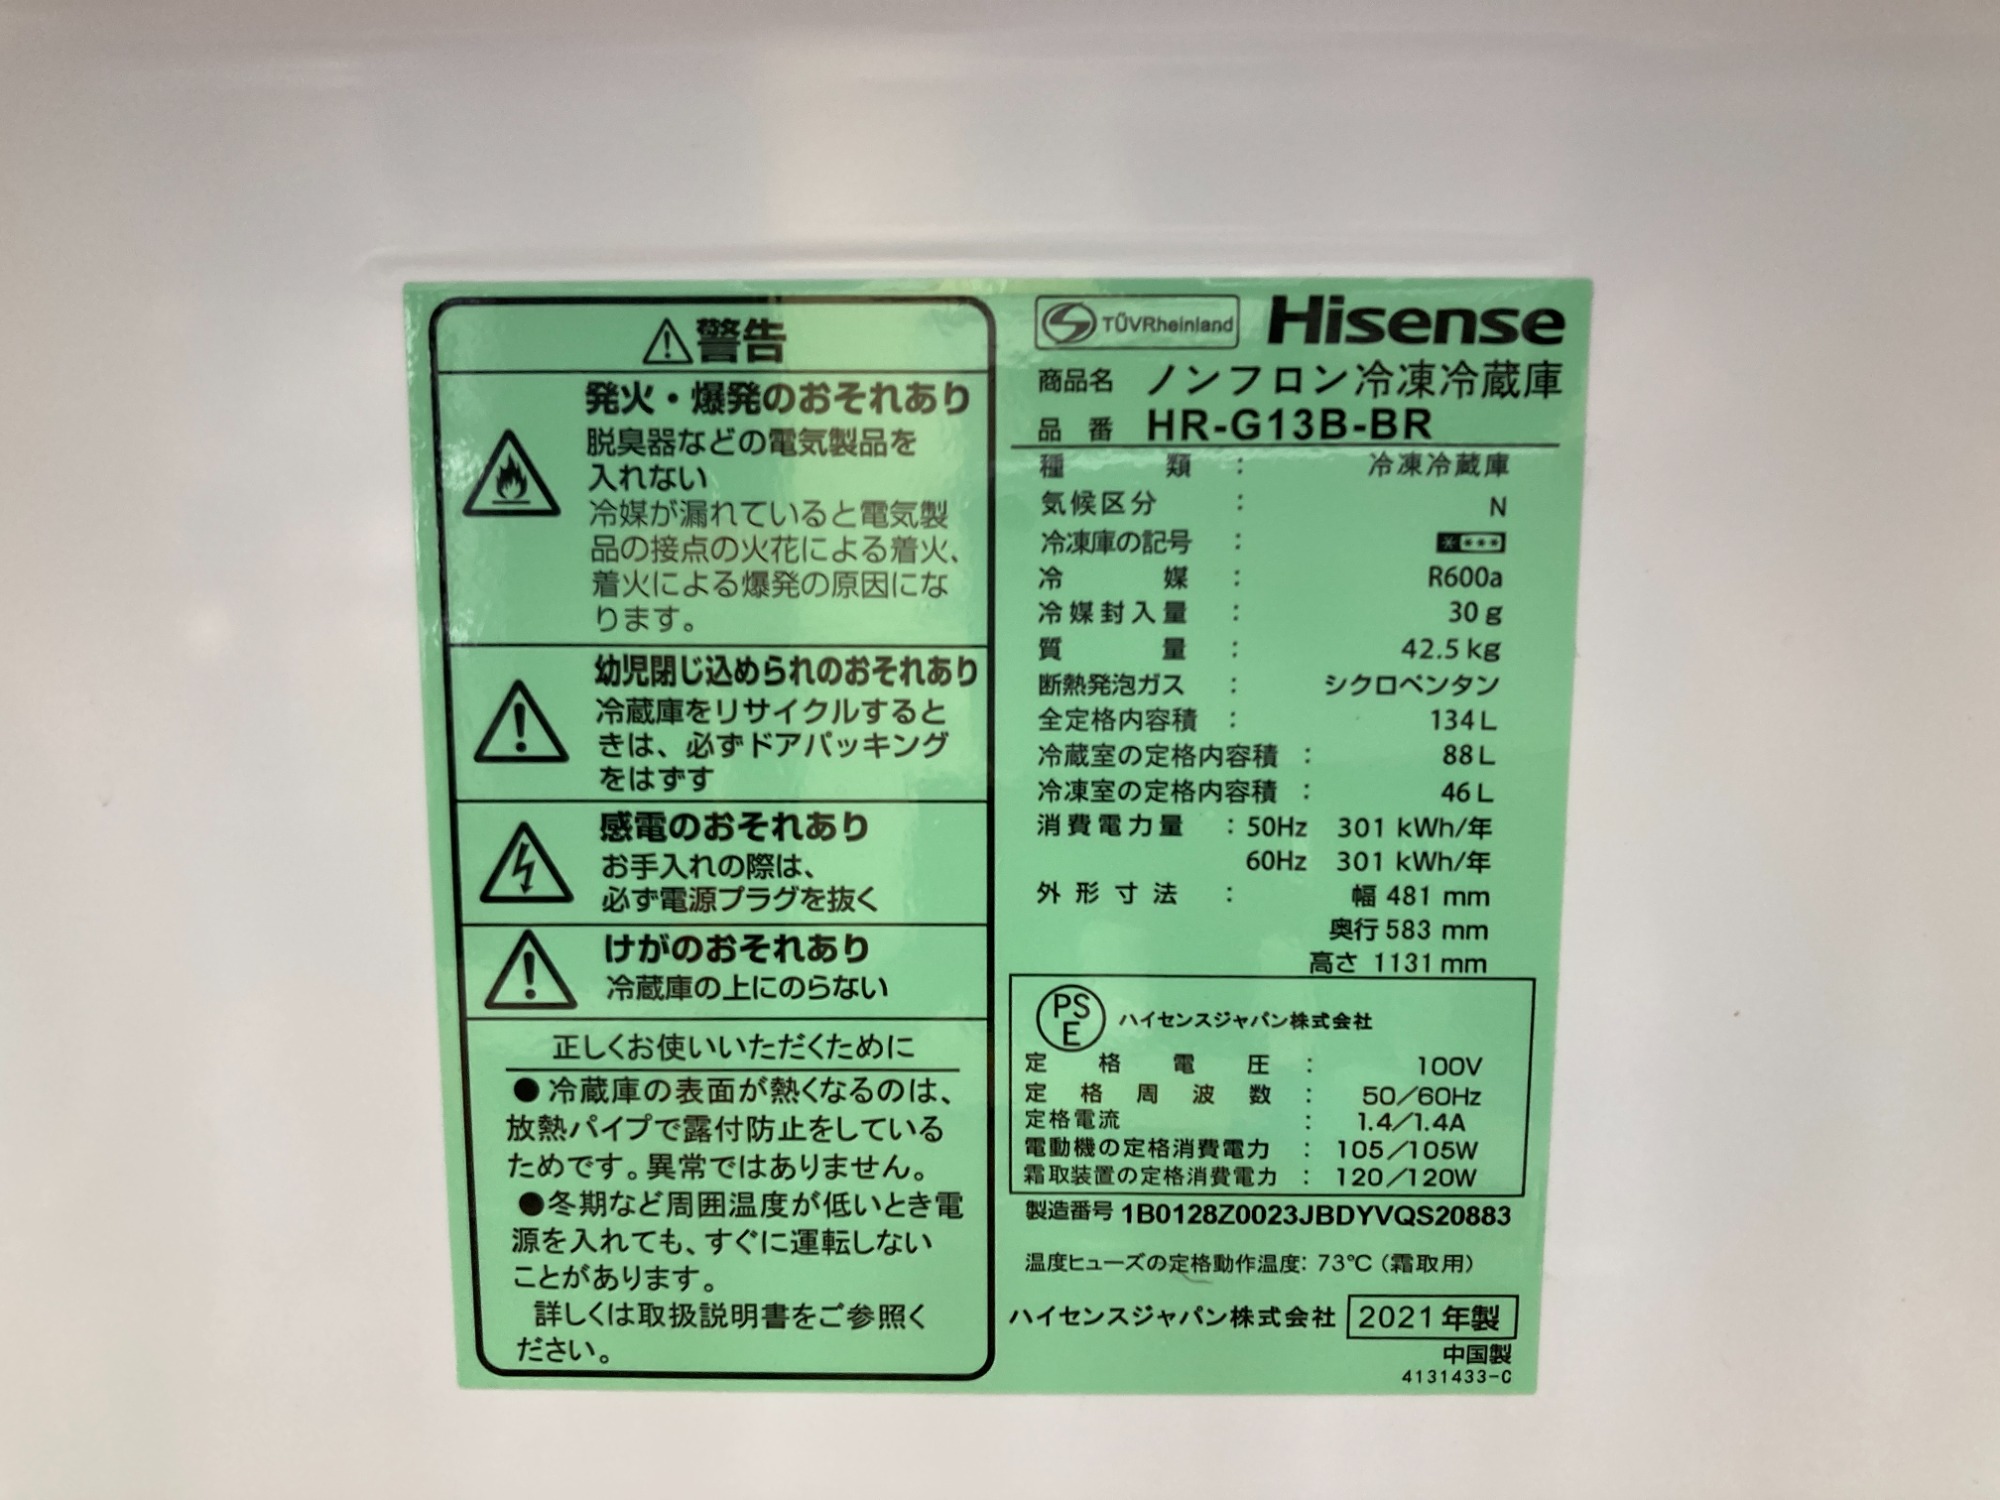 警告
発火・爆発のおそれあり
脱臭器などの電気製品を
入れない
冷媒が漏れていると電気製
品の接点の火花による着火、
着火による爆発の原因にな
ります。
幼児閉じ込められのおそれあり
冷蔵庫をリサイクルすると
きは、必ずドアパッキング
をはずす
感電のおそれあり
お手入れの際は、
必ず電源プラグを抜く
けがのおそれあり
冷蔵庫の上にのらない
正しくお使いいただくために
●冷蔵庫の表面が熱くなるのは、
放熱パイプで露付防止をしている
ためです。異常ではありません。
●冬期など周囲温度が低いとき電
源を入れても、すぐに運転しない
ことがあります。
詳しくは取扱説明書をご参照く
ださい。
TÜVRheinland Hisense
商品名 ノンフロン冷凍冷蔵庫
品番 HR-G13B-BR
種類 : 冷凍冷蔵庫
気候区分 : N
冷凍庫の記号 : ****
冷媒 : R600a
冷媒封入量 : 30 g
質量 : 42.5 kg
断熱発泡ガス : シクロペンタン
全定格内容積 : 134 L
冷蔵室の定格内容積 : 88 L
冷凍室の定格内容積 : 46 L
消費電力量 : 50Hz 301 kWh/年
60Hz 301 kWh/年
外形寸法 : 幅 481 mm
奥行 583 mm
高さ 1131 mm
PS
E ハイセンスジャパン株式会社
定格電圧 : 100V
定格周波数 : 50/60Hz
定格電流 : 1.4/1.4A
電動機の定格消費電力 : 105/105W
霜取装置の定格消費電力 : 120/120W
製造番号 1B0128Z0023JBDYVQS20883
温度ヒューズの定格動作温度: 73℃ (霜取用)
ハイセンスジャパン株式会社 2021 年製
中国製
4131433-C